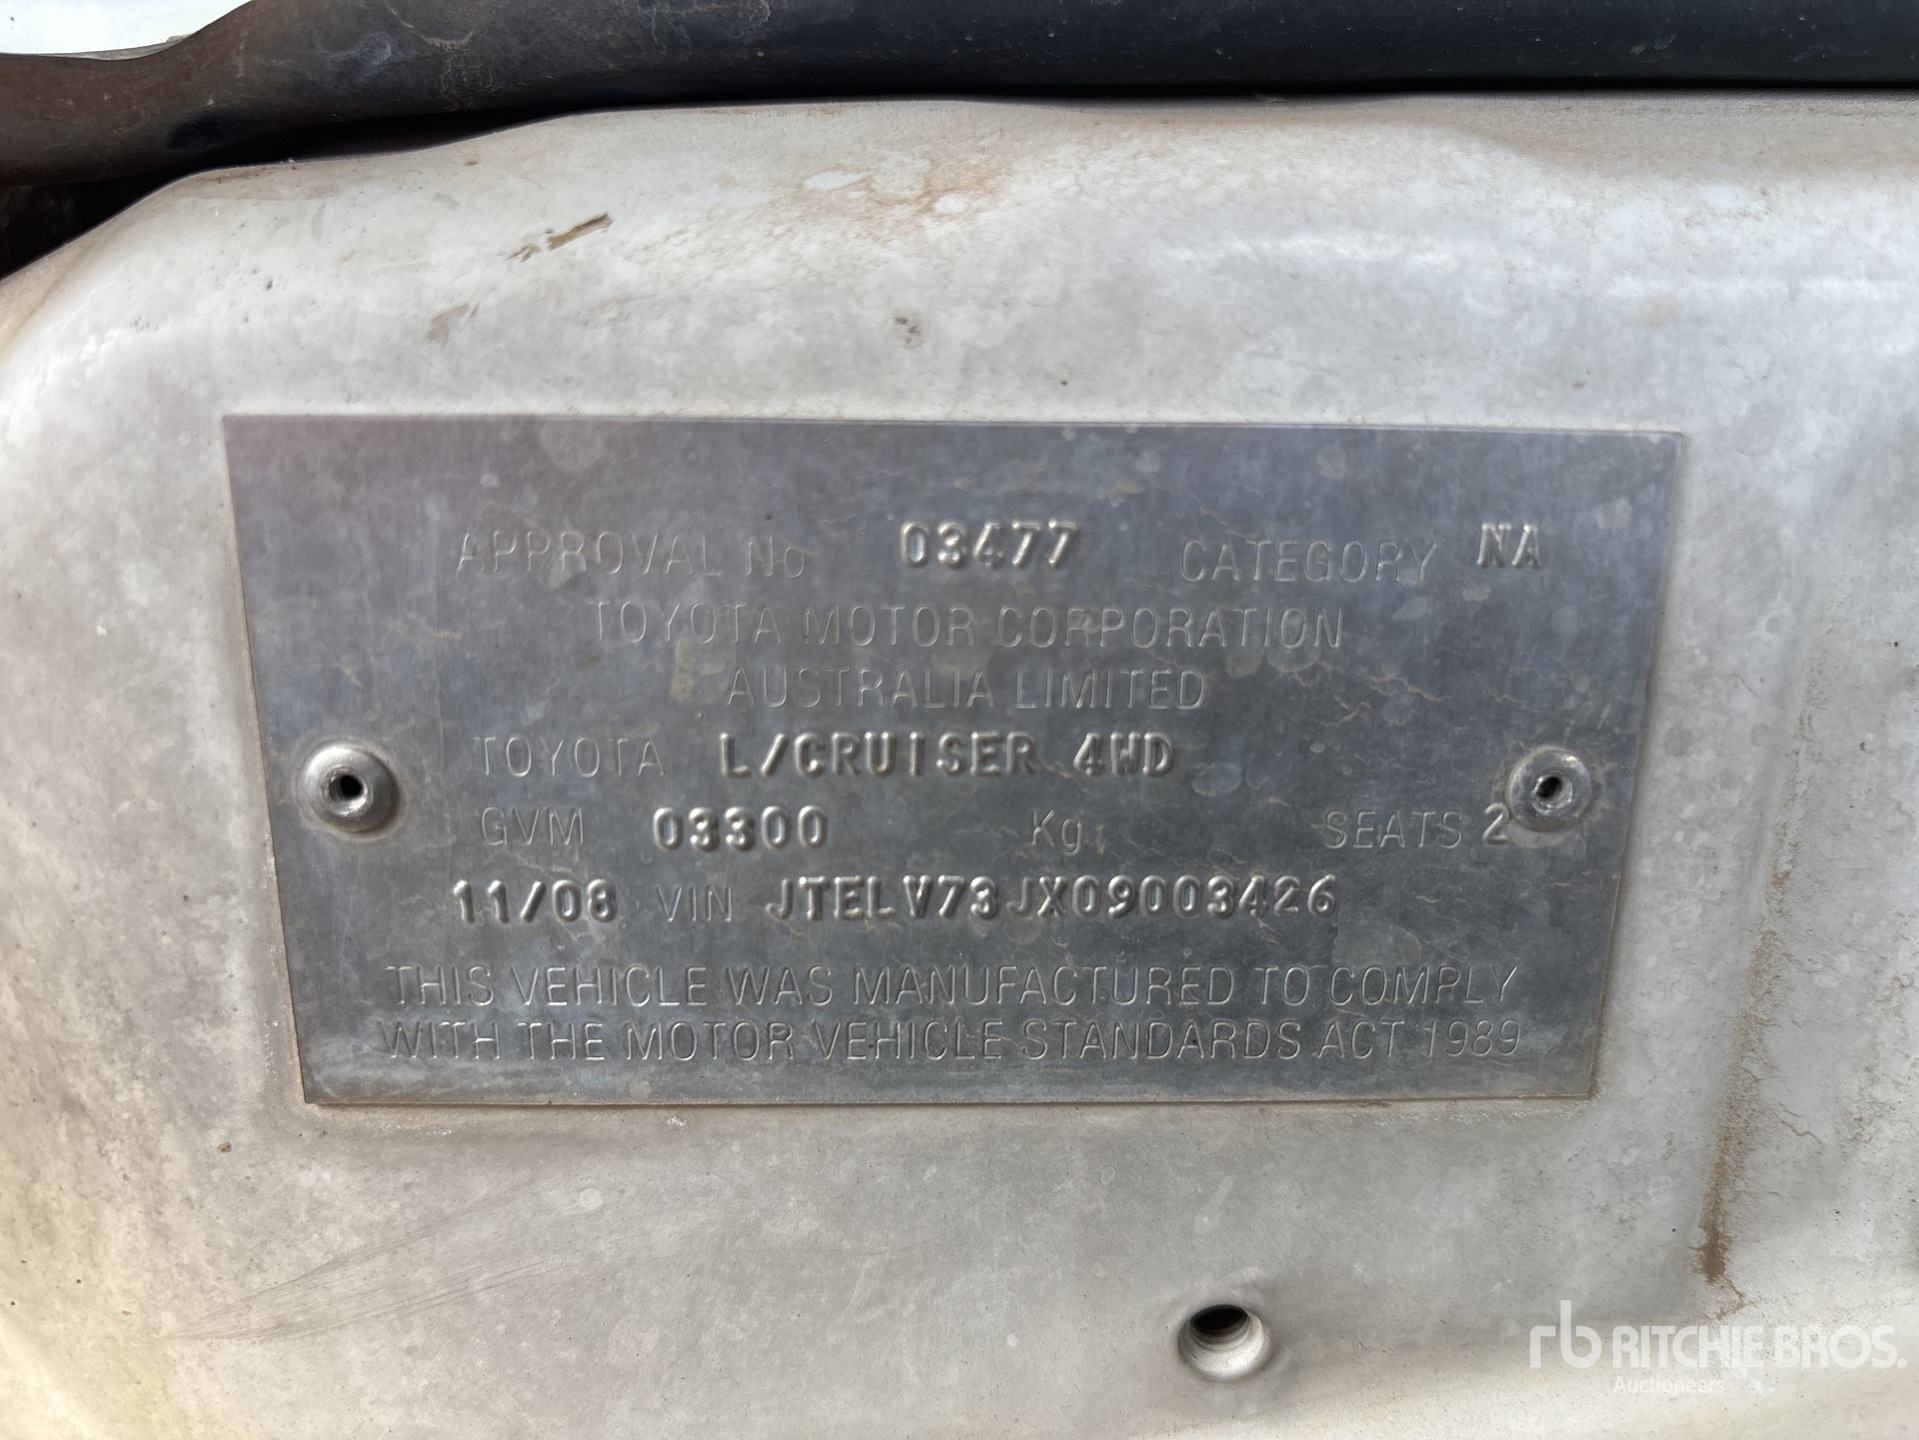 APPROVAL No 03477 CATEGORY NA
TOYOTA MOTOR CORPORATION
AUSTRALIA LIMITED
TOYOTA L/CRUISER 4WD
GVM 03300 Kg SEATS 2
11/08 VIN JTELV73JX09003426
THIS VEHICLE WAS MANUFACTURED TO COMPLY
WITH THE MOTOR VEHICLE STANDARDS ACT 1989
rb RITCHIE BROS.
Auctioneers